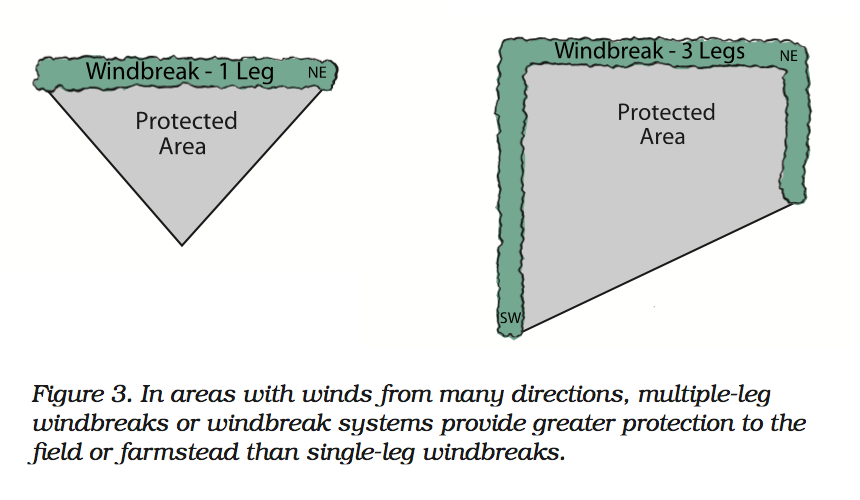 Windbreak - 1 Leg NE
Protected
Area
Windbreak - 3 Legs NE
Protected
Area
SW
Figure 3. In areas with winds from many directions, multiple-leg
windbreaks or windbreak systems provide greater protection to the
field or farmstead than single-leg windbreaks.